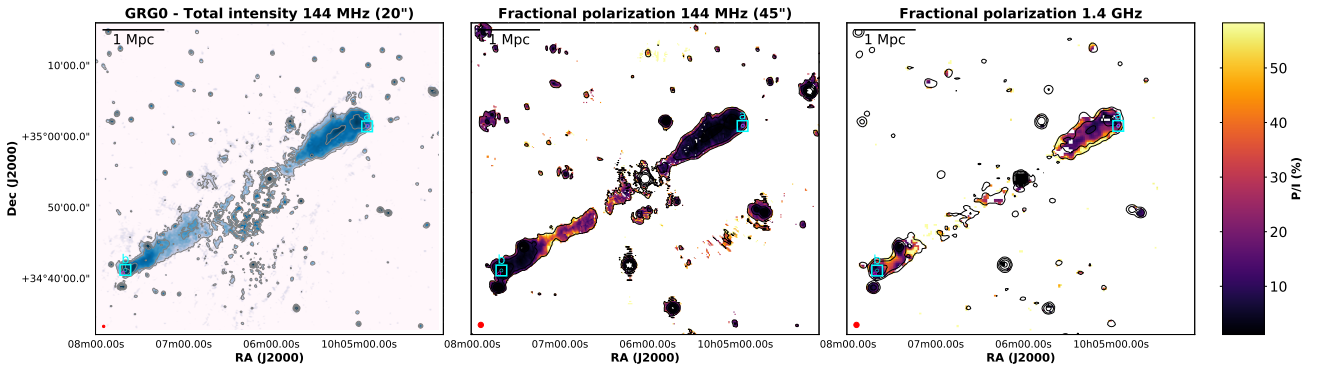 GRG0 - Total intensity 144 MHz (20")
Fractional polarization 144 MHz (45")
Fractional polarization 1.4 GHz
1 Mpc
1 Mpc
1 Mpc
a
a
a
b
b
b
10'00.0"
+35°00'00.0"
50'00.0"
+34°40'00.0"
Dec (J2000)
08m00.00s 07m00.00s 06m00.00s 10h05m00.00s
08m00.00s 07m00.00s 06m00.00s 10h05m00.00s
08m00.00s 07m00.00s 06m00.00s 10h05m00.00s
RA (J2000)
RA (J2000)
RA (J2000)
50
40
30
20
10
P/I (%)